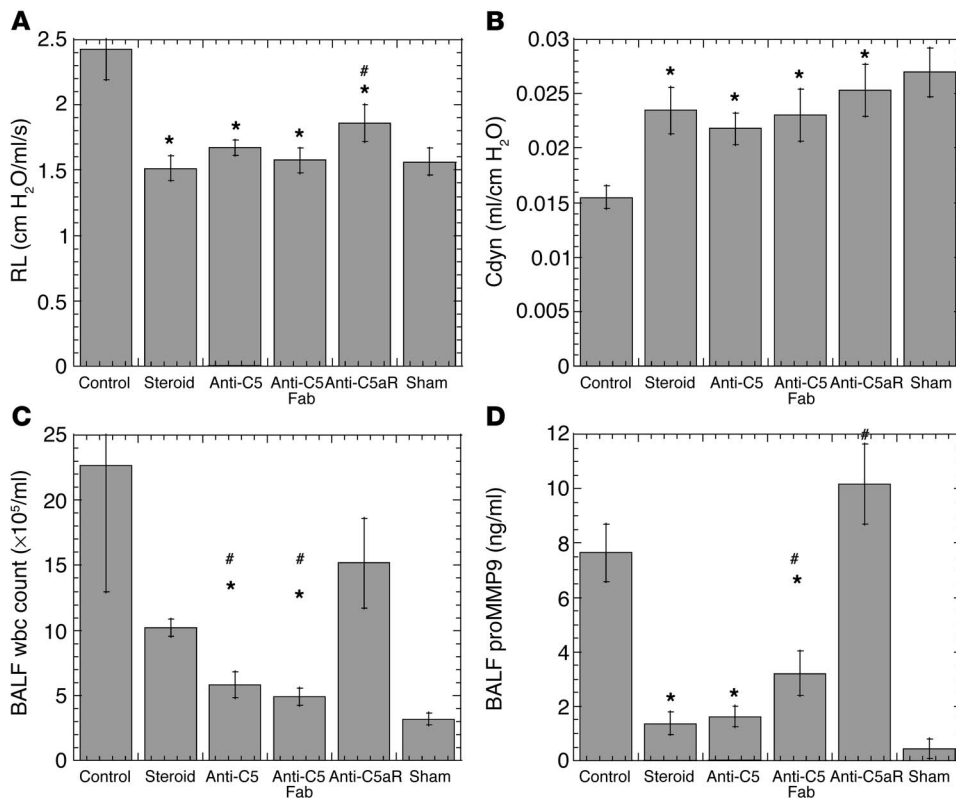 A
RL (cm H₂O/ml/s)
2.5
2
1.5
1
0.5
0
* * * # *
Control Steroid Anti-C5 Anti-C5 Anti-C5aR Sham
Fab
B
Cdyn (ml/cm H₂O)
0.03
0.025
0.02
0.015
0.01
0.005
0
* * * *
Control Steroid Anti-C5 Anti-C5 Anti-C5aR Sham
Fab
C
BALF wbc count (×10⁵/ml)
25
20
15
10
5
0
# #
* *
Control Steroid Anti-C5 Anti-C5 Anti-C5aR Sham
Fab
D
BALF proMMP9 (ng/ml)
12
10
8
6
4
2
0
#
#
*
* *
Control Steroid Anti-C5 Anti-C5 Anti-C5aR Sham
Fab